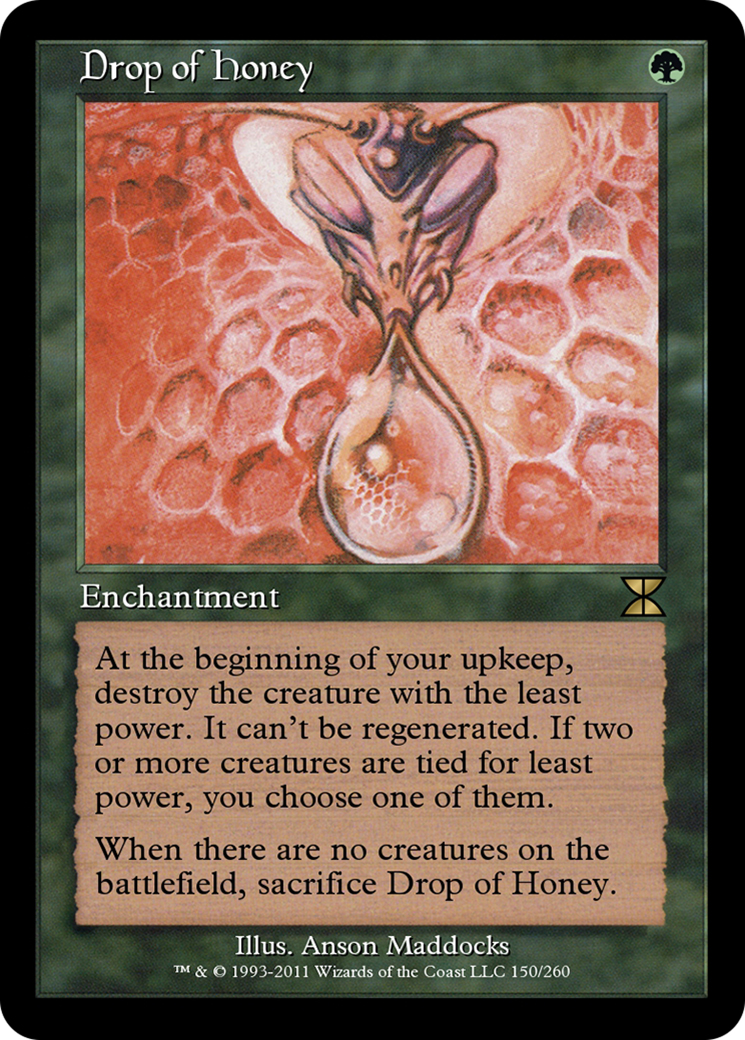 Drop of Honey
Enchantment
At the beginning of your upkeep,
destroy the creature with the least
power. It can't be regenerated. If two
or more creatures are tied for least
power, you choose one of them.
When there are no creatures on the
battlefield, sacrifice Drop of Honey.
Illus. Anson Maddocks
™ & © 1993-2011 Wizards of the Coast LLC 150/260